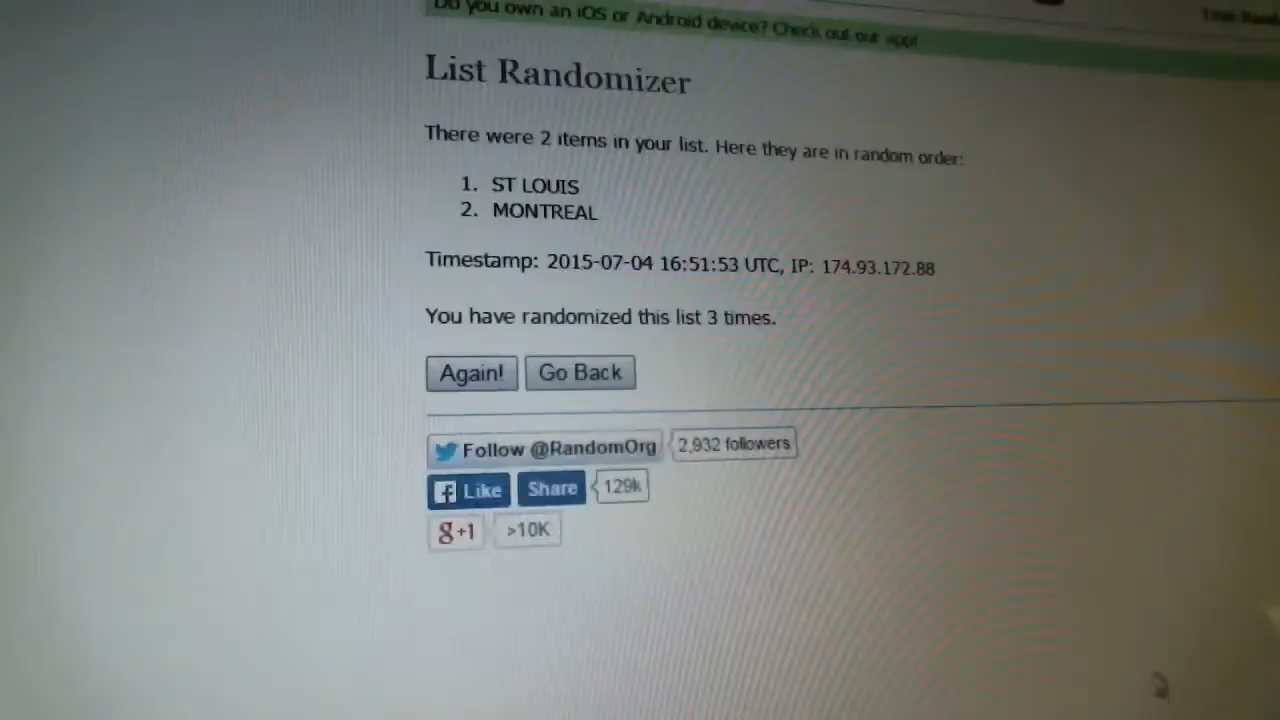 Do you own an iOS or Android device? Check out our app!
List Randomizer
There were 2 items in your list. Here they are in random order:
1. ST LOUIS
2. MONTREAL
Timestamp: 2015-07-04 16:51:53 UTC, IP: 174.93.172.88
You have randomized this list 3 times.
Again! Go Back
Follow @RandomOrg 2,932 followers
Like Share 129k
g+1 >10K